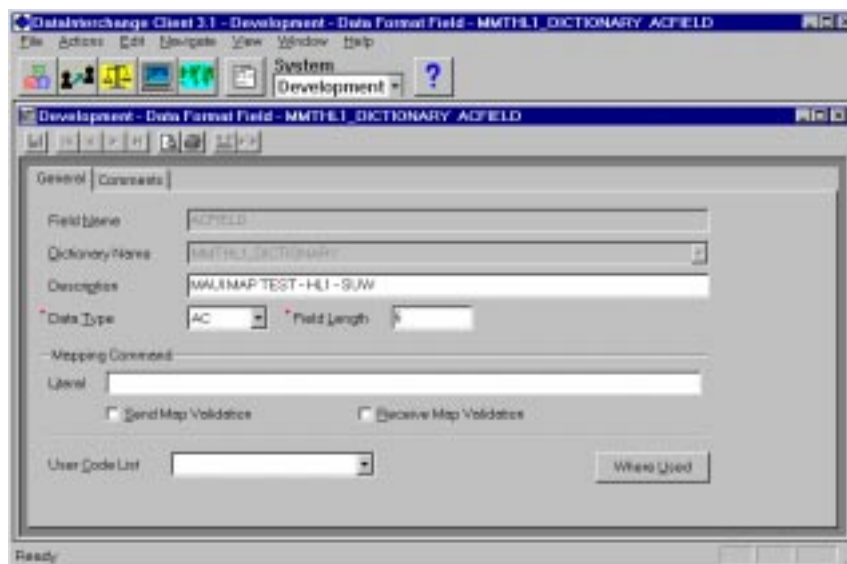 DataInterchange Client 3.1 - Development - Data Format Field - MMTHL1_DICTIONARY ACFIELD
File Actions Edit Navigate View Window Help
System
Development
?
Development - Data Format Field - MMTHL1_DICTIONARY ACFIELD
General Comments
Field Name ACFIELD
Dictionary Name MMTHL1_DICTIONARY
Description MAUI MAP TEST - HL1 - SUW
*Data Type AC *Field Length
Mapping Command
Literal
Send Map Validation Receive Map Validation
User Code List Where Used
Ready